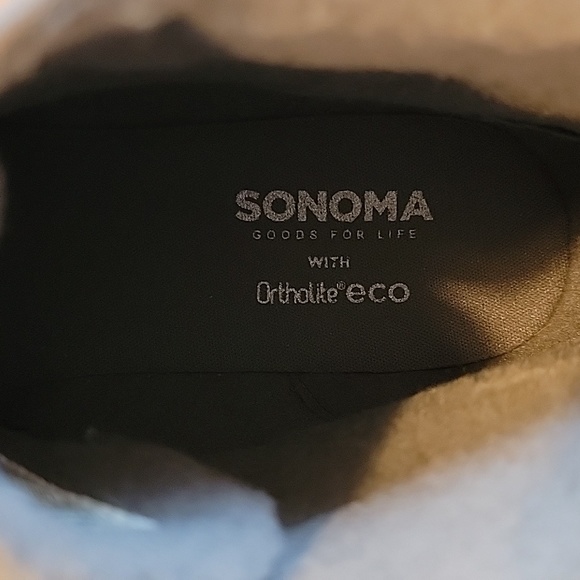 SONOMA
GOODS FOR LIFE
WITH
Ortholite® eco